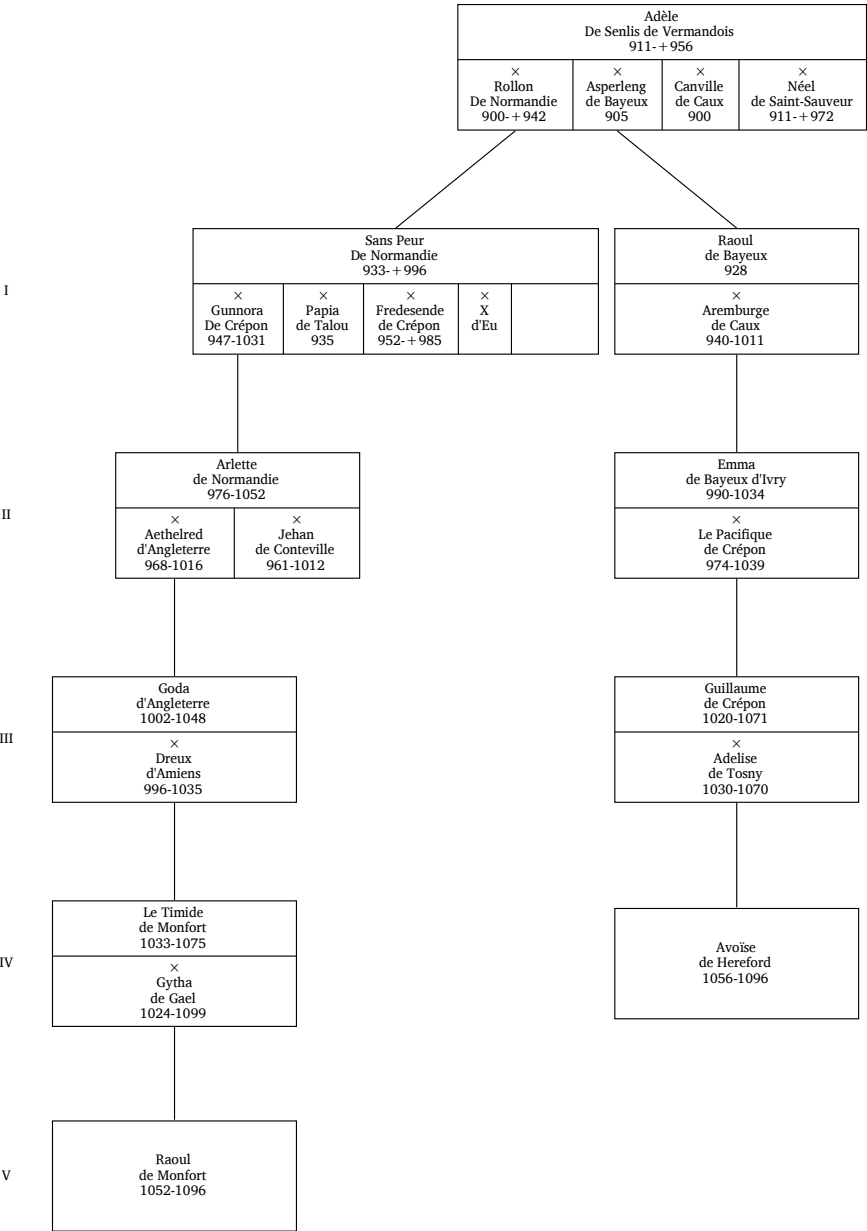 Adèle
De Senlis de Vermandois
911-+956
×
Rollon
De Normandie
900-+942
×
Asperleng
de Bayeux
905
×
Canville
de Caux
900
×
Néel
de Saint-Sauveur
911-+972
I
Sans Peur
De Normandie
933-+996
×
Gunnora
De Crépon
947-1031
×
Papia
de Talou
935
×
Fredesende
de Crépon
952-+985
×
X
d'Eu
Raoul
de Bayeux
928
×
Aremburge
de Caux
940-1011
II
Arlette
de Normandie
976-1052
×
Aethelred
d'Angleterre
968-1016
×
Jehan
de Conteville
961-1012
Emma
de Bayeux d'Ivry
990-1034
×
Le Pacifique
de Crépon
974-1039
III
Goda
d'Angleterre
1002-1048
×
Dreux
d'Amiens
996-1035
Guillaume
de Crépon
1020-1071
×
Adelise
de Tosny
1030-1070
IV
Le Timide
de Monfort
1033-1075
×
Gytha
de Gael
1024-1099
Avoïse
de Hereford
1056-1096
V
Raoul
de Monfort
1052-1096